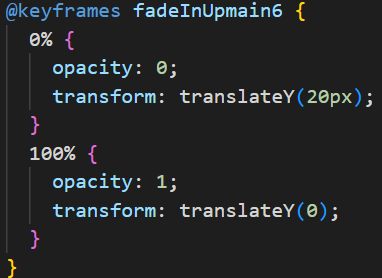 @keyframes fadeInUpmain6 {
  0% {
    opacity: 0;
    transform: translateY(20px);
  }
  100% {
    opacity: 1;
    transform: translateY(0);
  }
}